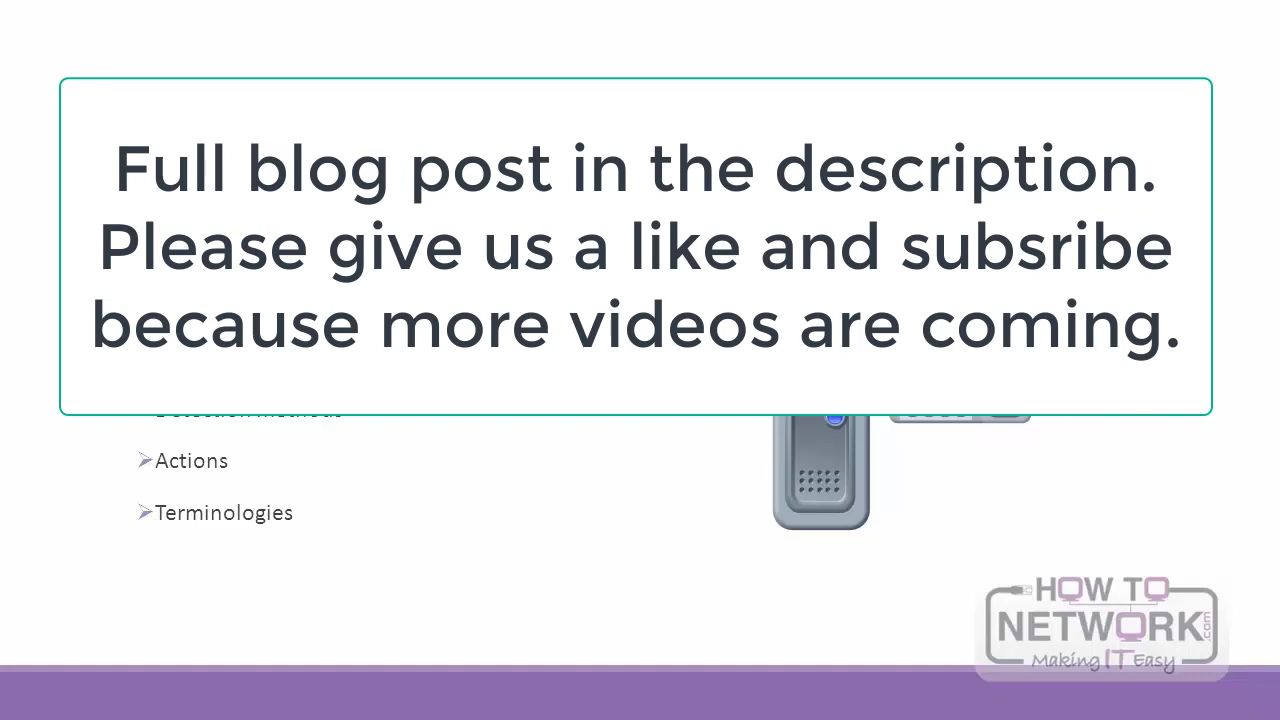 Full blog post in the description.
Please give us a like and subsribe
because more videos are coming.
Actions
Terminologies
HOW TO
NETWORK.com
Making IT Easy